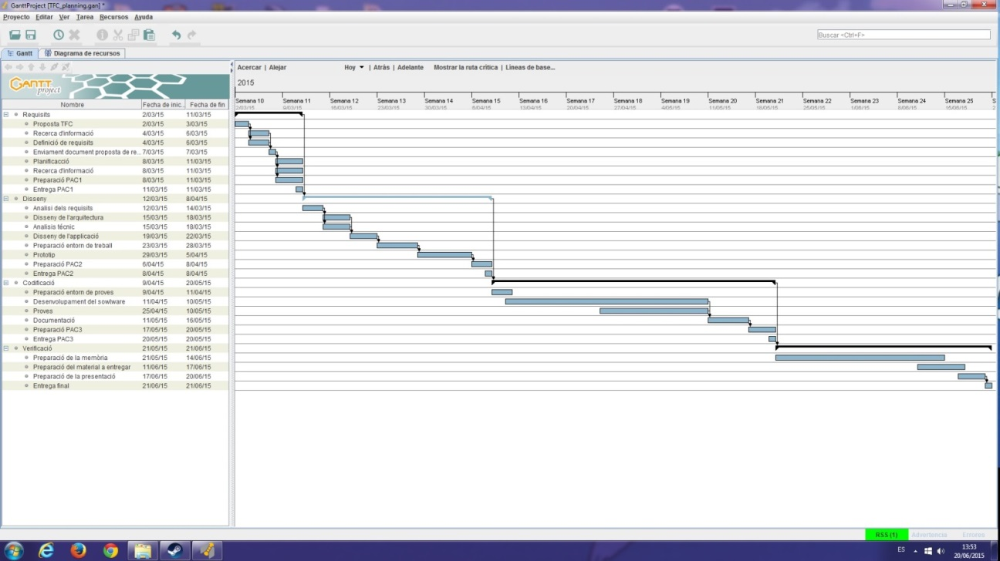 GanttProject [TFC_planning.gan] *
Proyecto Editar Ver Tarea Recursos Ayuda
Buscar <Ctrl+F>
Gantt Diagrama de recursos
Acercar | Alejar Hoy | Atrás | Adelante Mostrar la ruta crítica | Líneas de base...
GANTT project
2015
Nombre Fecha de inic... Fecha de fin
Semana 10 Semana 11 Semana 12 Semana 13 Semana 14 Semana 15 Semana 16 Semana 17 Semana 18 Semana 19 Semana 20 Semana 21 Semana 22 Semana 23 Semana 24 Semana 25 S
2/03/15 9/03/15 16/03/15 23/03/15 30/03/15 6/04/15 13/04/15 20/04/15 27/04/15 4/05/15 11/05/15 18/05/15 25/05/15 1/06/15 8/06/15 15/06/15 2
Requisits 2/03/15 11/03/15
Proposta TFC 2/03/15 3/03/15
Recerca d'informació 4/03/15 6/03/15
Definició de requisits 4/03/15 6/03/15
Enviament document proposta de re... 7/03/15 7/03/15
Planificacció 8/03/15 11/03/15
Recerca d'informació 8/03/15 11/03/15
Preparació PAC1 8/03/15 11/03/15
Entrega PAC1 11/03/15 11/03/15
Disseny 12/03/15 8/04/15
Analisi dels requisits 12/03/15 14/03/15
Disseny de l'arquitectura 15/03/15 18/03/15
Analisis técnic 15/03/15 18/03/15
Disseny de l'applicació 19/03/15 22/03/15
Preparació entorn de treball 23/03/15 28/03/15
Prototip 29/03/15 5/04/15
Preparació PAC2 6/04/15 8/04/15
Entrega PAC2 8/04/15 8/04/15
Codificació 9/04/15 20/05/15
Preparació entorn de proves 9/04/15 11/04/15
Desenvolupament del sowlware 11/04/15 10/05/15
Proves 25/04/15 10/05/15
Documentació 11/05/15 16/05/15
Preparació PAC3 17/05/15 20/05/15
Entrega PAC3 20/05/15 20/05/15
Verificació 21/05/15 21/06/15
Preparació de la memòria 21/05/15 14/06/15
Preparació del material a entregar 11/06/15 17/06/15
Preparació de la presentació 17/06/15 20/06/15
Entrega final 21/06/15 21/06/15
RSS (1) Advertencia Errores
ES 13:53
20/06/2015